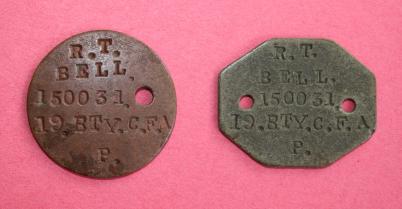 R.T.
BELL.
150031.
19.BTY.C.F.A
P.
R.T.
BELL.
150031.
19.BTY.C.F.A
P.